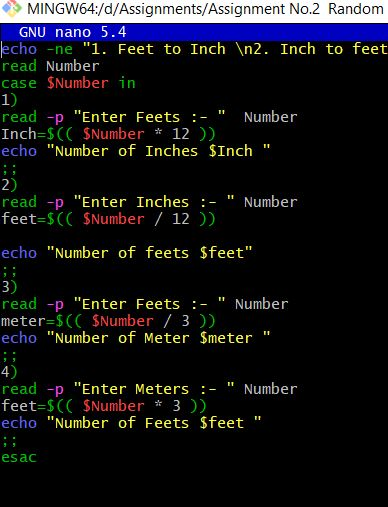 MINGW64:/d/Assignments/Assignment No.2 Random
GNU nano 5.4
echo -ne "1. Feet to Inch \n2. Inch to feet
read Number
case $Number in
1)
read -p "Enter Feets :- "  Number
Inch=$(( $Number * 12 ))
echo "Number of Inches $Inch "
;;
2)
read -p "Enter Inches :- " Number
feet=$(( $Number / 12 ))
echo "Number of feets $feet"
;;
3)
read -p "Enter Feets :- " Number
meter=$(( $Number / 3 ))
echo "Number of Meter $meter "
;;
4)
read -p "Enter Meters :- " Number
feet=$(( $Number * 3 ))
echo "Number of Feets $feet "
;;
esac